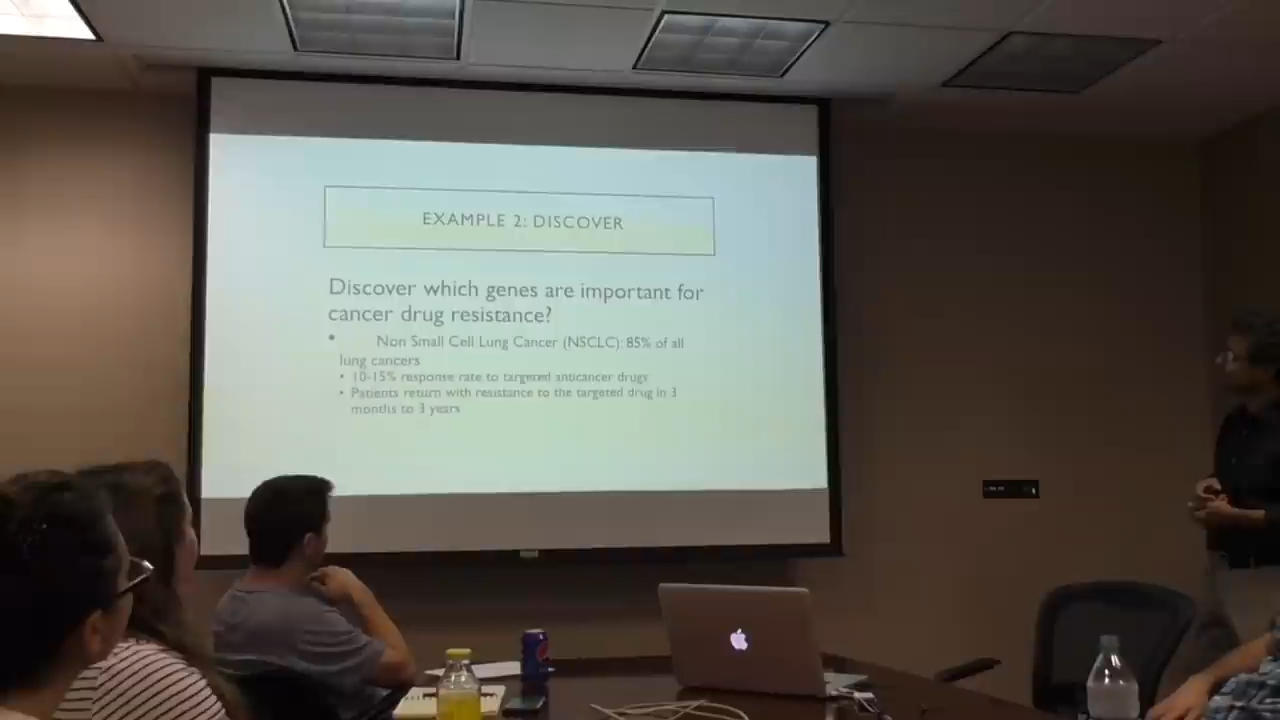 EXAMPLE 2: DISCOVER
Discover which genes are important for
cancer drug resistance?
• Non Small Cell Lung Cancer (NSCLC): 85% of all
lung cancers
• 10-15% response rate to targeted anticancer drugs
• Patients return with resistance to the targeted drug in 3
months to 3 years